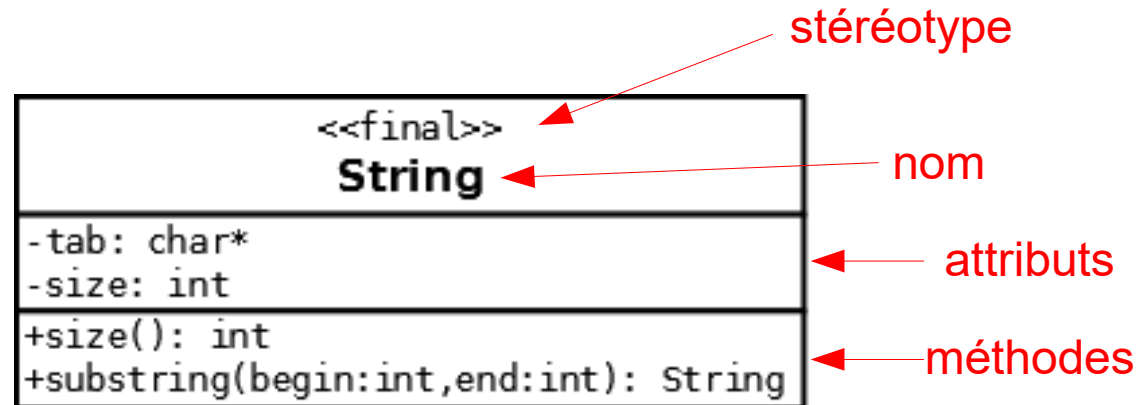 stéréotype
<<final>>
String
nom
-tab: char*
-size: int
attributs
+size(): int
+substring(begin:int,end:int): String
méthodes